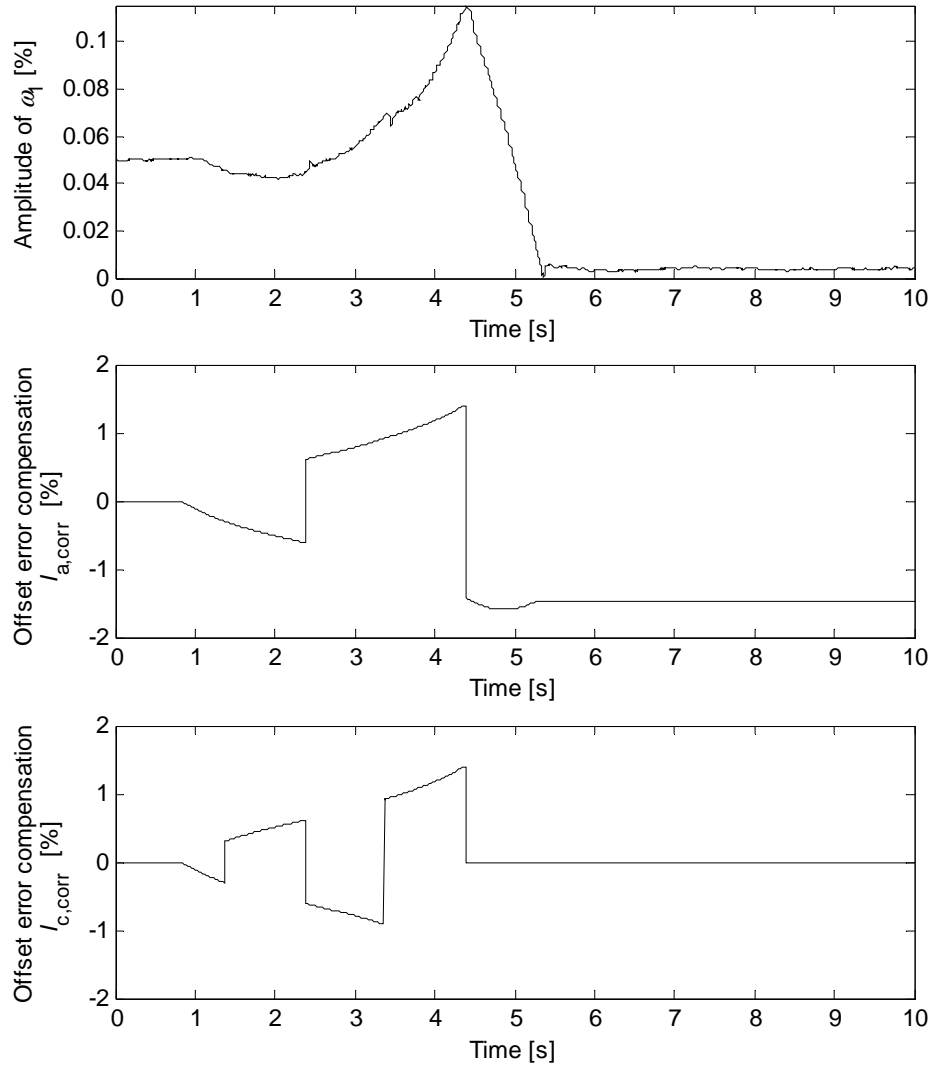 Amplitude of ω1 [%]
0.1
0.08
0.06
0.04
0.02
0
0 1 2 3 4 5 6 7 8 9 10
Time [s]
Offset error compensation
Ia,corr [%]
2
1
0
-1
-2
0 1 2 3 4 5 6 7 8 9 10
Time [s]
Offset error compensation
Ic,corr [%]
2
1
0
-1
-2
0 1 2 3 4 5 6 7 8 9 10
Time [s]